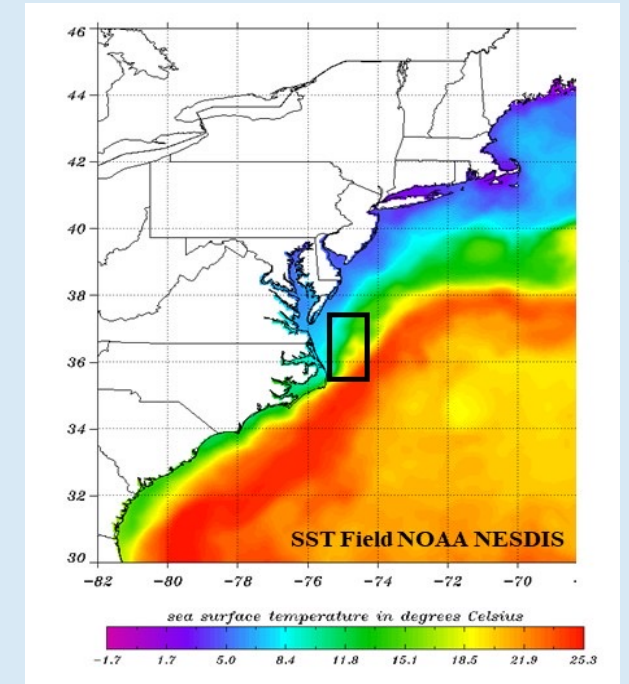 46
44
42
40
38
36
34
32
30
-82 -80 -78 -76 -74 -72 -70
SST Field NOAA NESDIS
sea surface temperature in degrees Celsius
-1.7 1.7 5.0 8.4 11.8 15.1 18.5 21.9 25.3